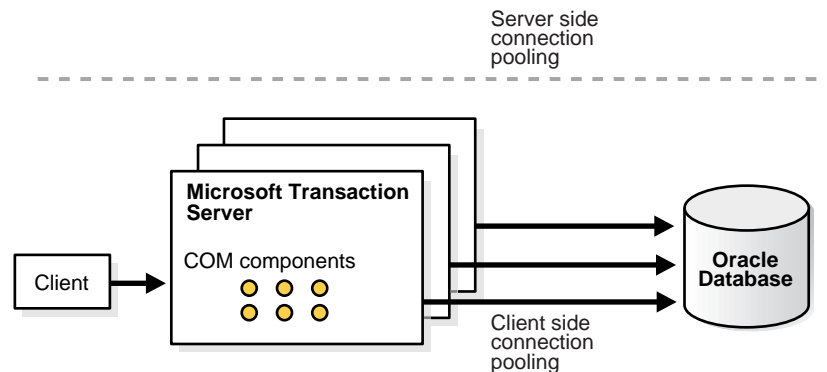 Server side
connection
pooling
Microsoft Transaction
Server
COM components
Client
Oracle
Database
Client side
connection
pooling